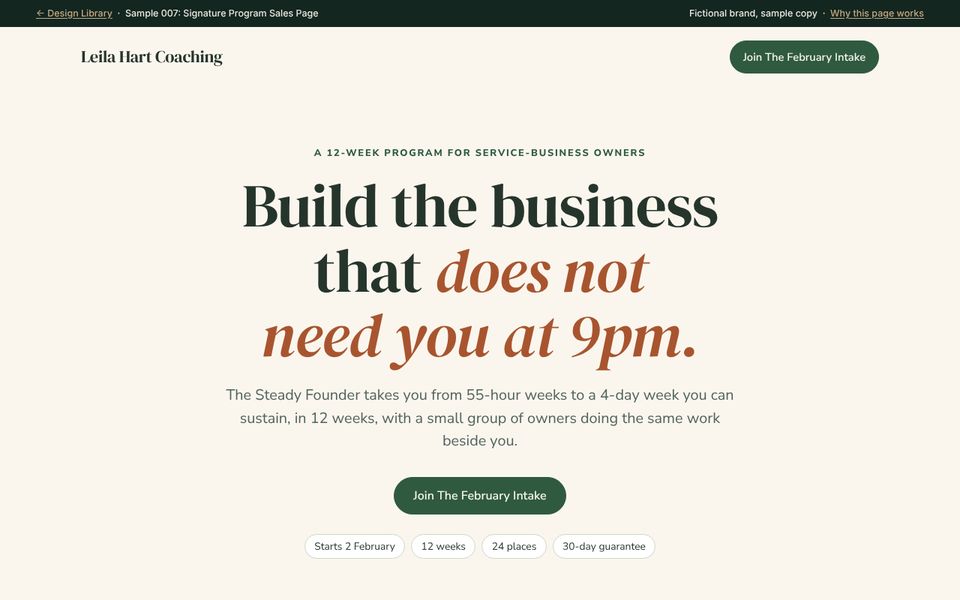 ← Design Library · Sample 007: Signature Program Sales Page
Fictional brand, sample copy · Why this page works
Leila Hart Coaching
Join The February Intake
A 12-WEEK PROGRAM FOR SERVICE-BUSINESS OWNERS
Build the business
that does not
need you at 9pm.
The Steady Founder takes you from 55-hour weeks to a 4-day week you can
sustain, in 12 weeks, with a small group of owners doing the same work
beside you.
Join The February Intake
Starts 2 February
12 weeks
24 places
30-day guarantee